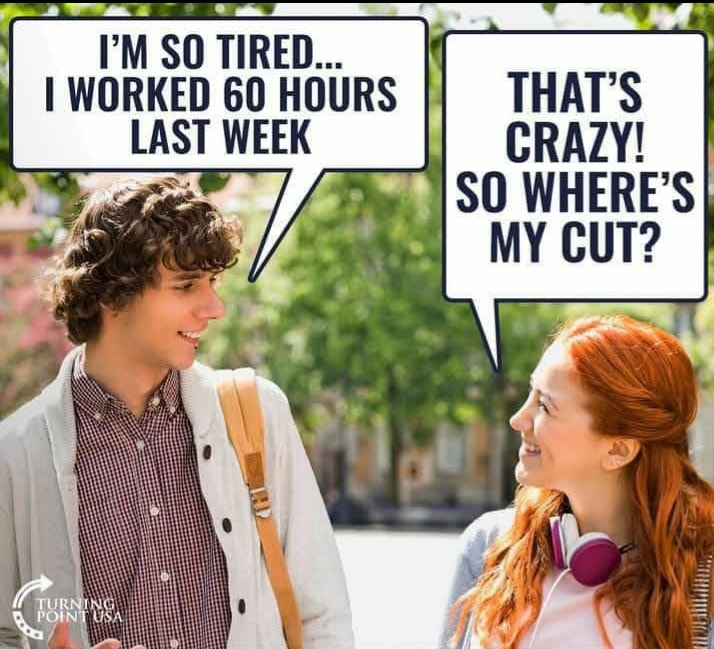 I'M SO TIRED...
I WORKED 60 HOURS
LAST WEEK
THAT'S
CRAZY!
SO WHERE'S
MY CUT?
TURNING
POINT USA